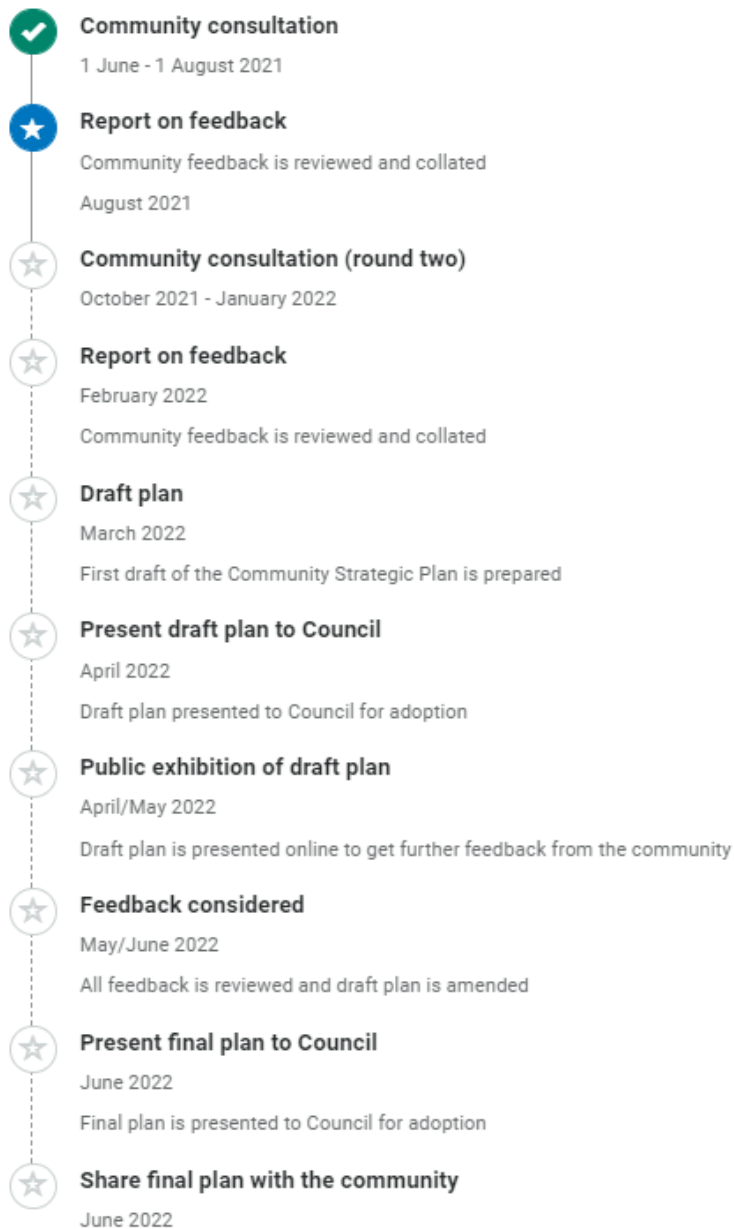 Community consultation
1 June - 1 August 2021
Report on feedback
Community feedback is reviewed and collated
August 2021
Community consultation (round two)
October 2021 - January 2022
Report on feedback
February 2022
Community feedback is reviewed and collated
Draft plan
March 2022
First draft of the Community Strategic Plan is prepared
Present draft plan to Council
April 2022
Draft plan presented to Council for adoption
Public exhibition of draft plan
April/May 2022
Draft plan is presented online to get further feedback from the community
Feedback considered
May/June 2022
All feedback is reviewed and draft plan is amended
Present final plan to Council
June 2022
Final plan is presented to Council for adoption
Share final plan with the community
June 2022